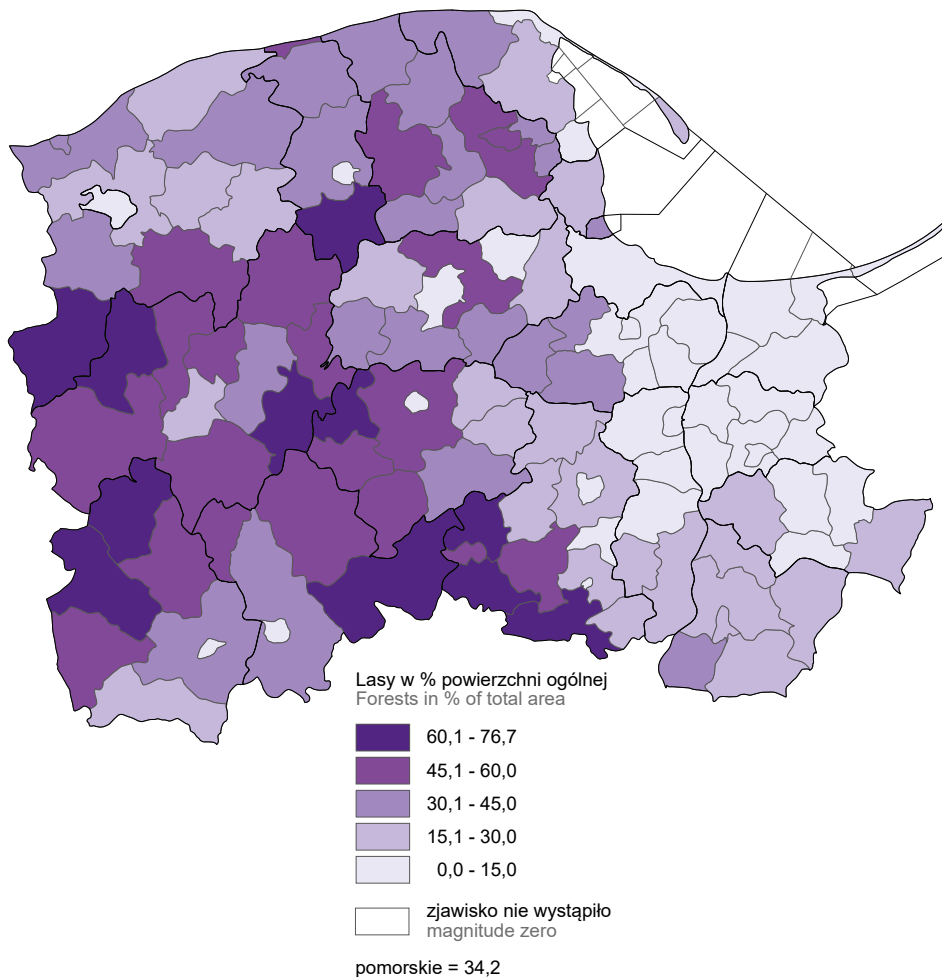 Lasy w % powierzchni ogólnej
Forests in % of total area
60,1 - 76,7
45,1 - 60,0
30,1 - 45,0
15,1 - 30,0
0,0 - 15,0
zjawisko nie wystąpiło
magnitude zero
pomorskie = 34,2